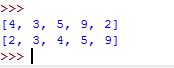 >>>
[4, 3, 5, 9, 2]
[2, 3, 4, 5, 9]
>>>